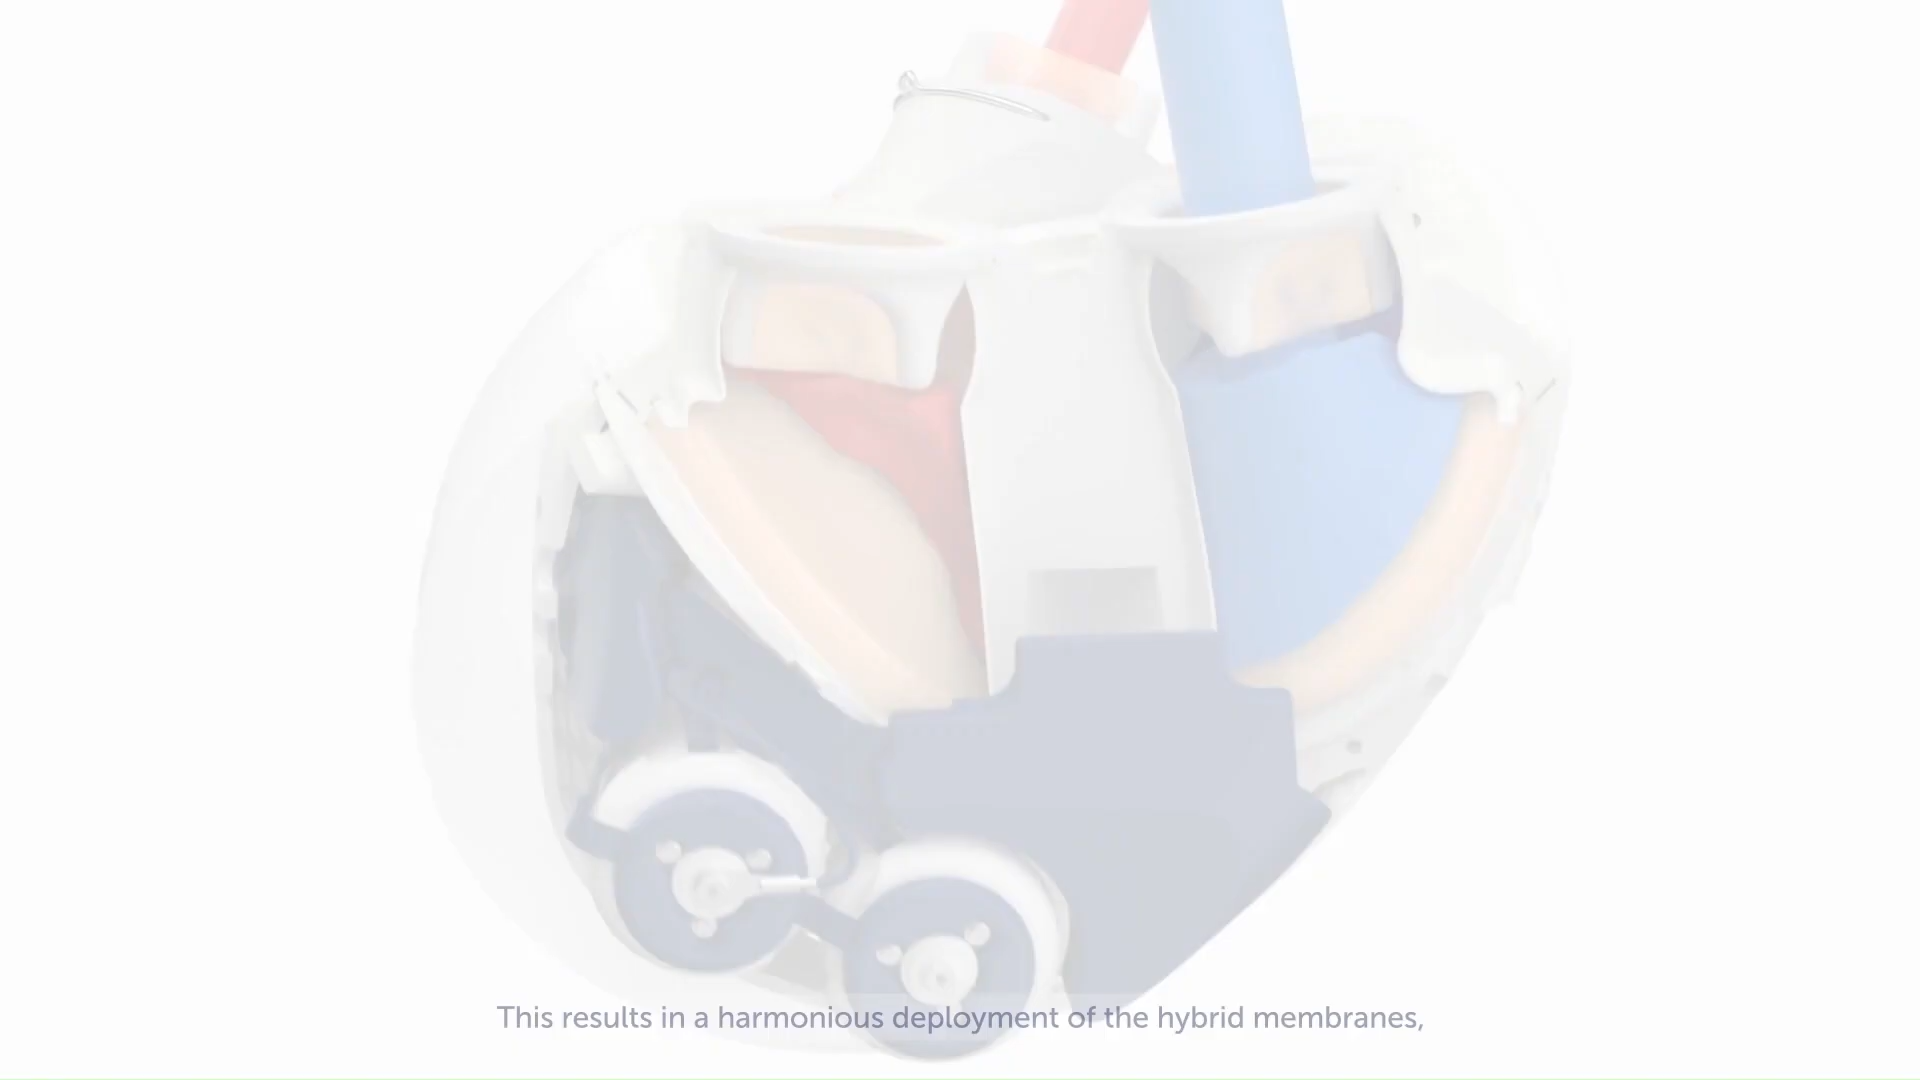 This results in a harmonious deployment of the hybrid membranes,